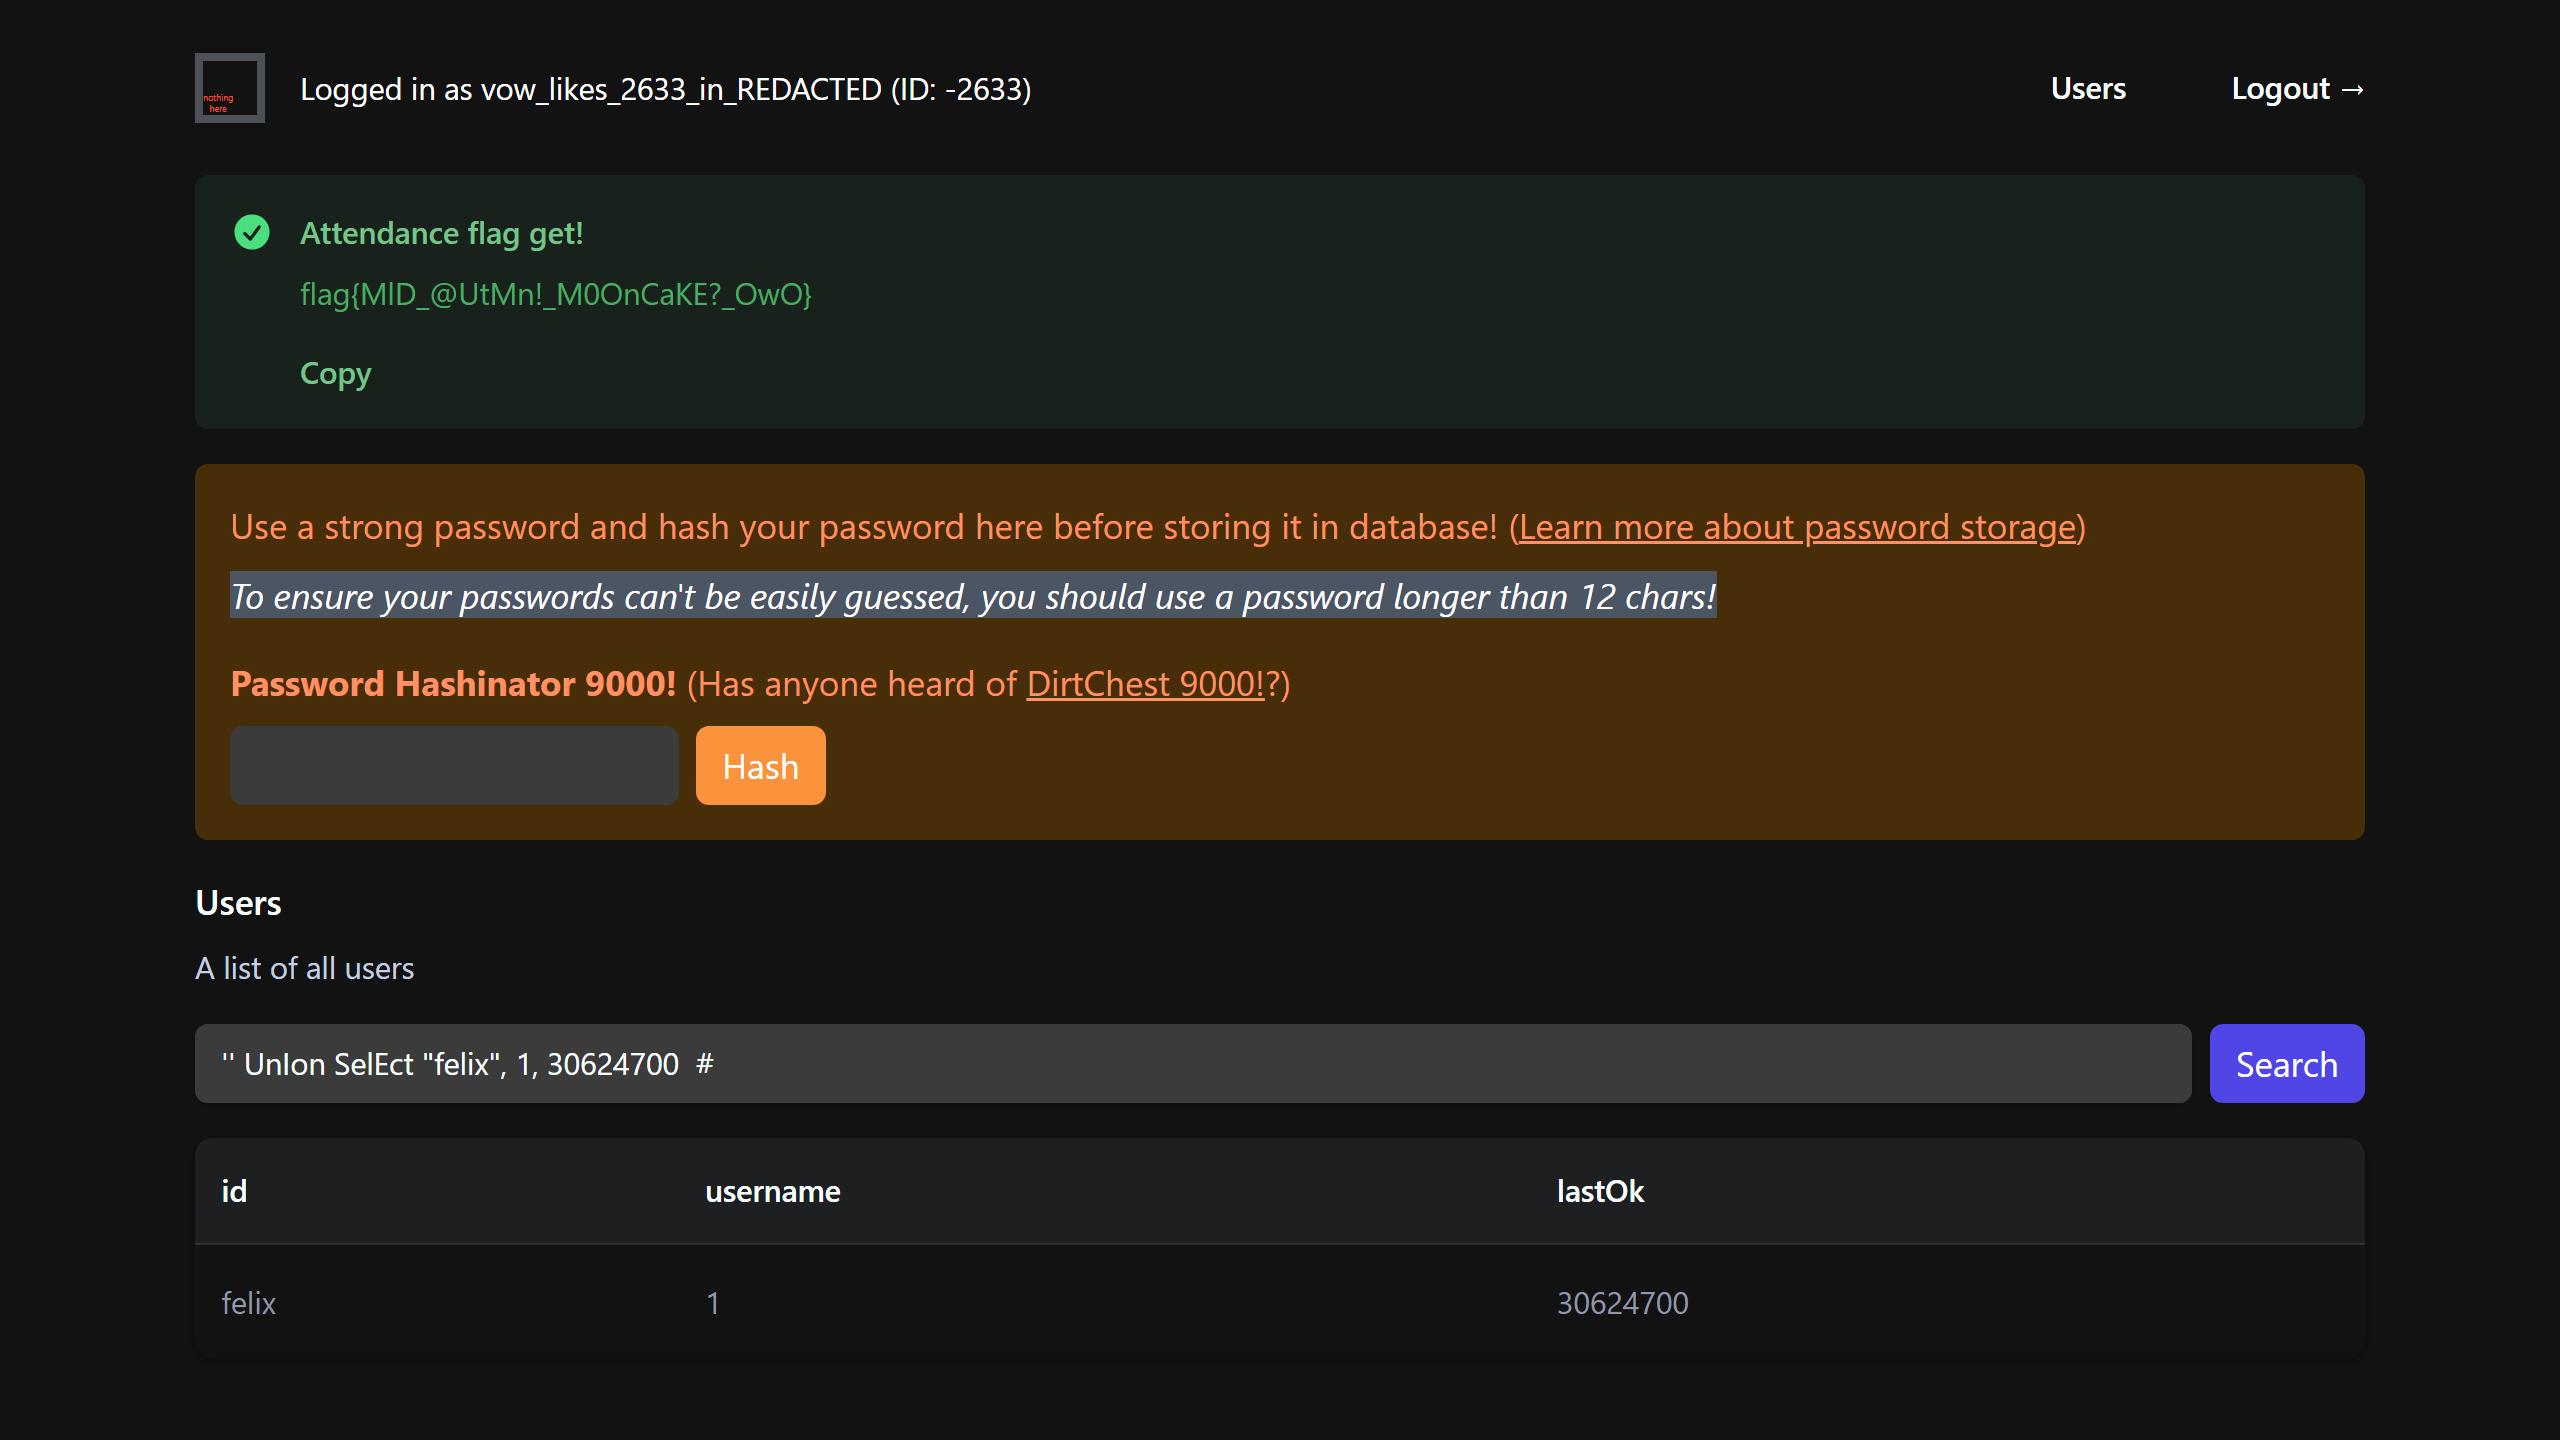 nothing
here
Logged in as vow_likes_2633_in_REDACTED (ID: -2633)
Users
Logout →
Attendance flag get!
flag{MlD_@UtMn!_M0OnCaKE?_OwO}
Copy
Use a strong password and hash your password here before storing it in database! (Learn more about password storage)
To ensure your passwords can't be easily guessed, you should use a password longer than 12 chars!
Password Hashinator 9000! (Has anyone heard of DirtChest 9000!?)
Hash
Users
A list of all users
'' UnIon SelEct "felix", 1, 30624700  #
Search
id username lastOk
felix 1 30624700